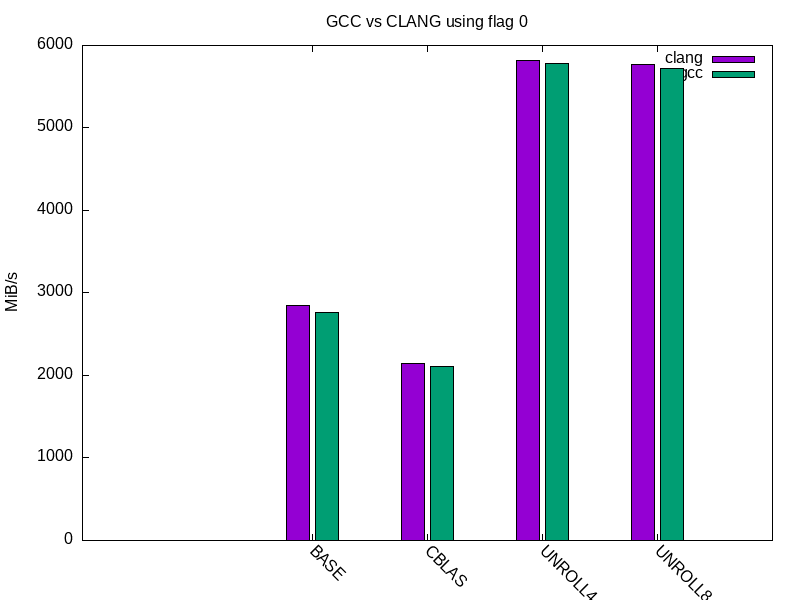 GCC vs CLANG using flag 0
6000
5000
4000
3000
2000
1000
0
MiB/s
clang
gcc
BASE
CBLAS
UNROLL4
UNROLL8